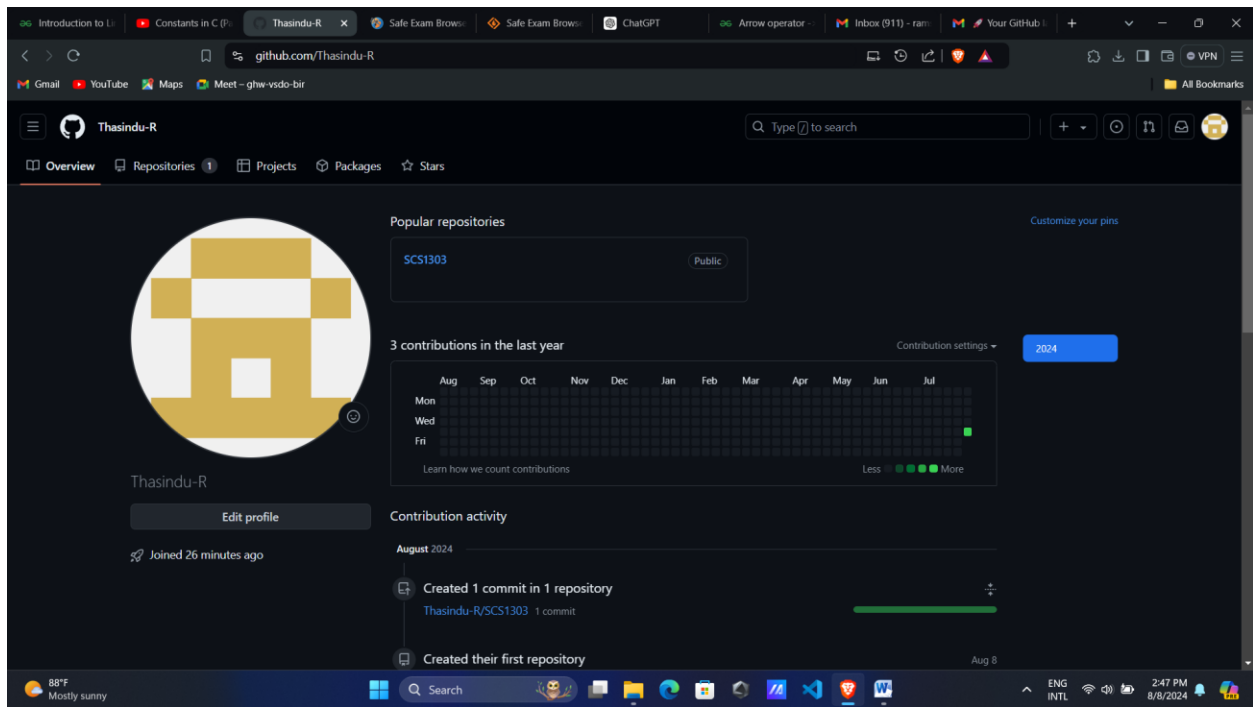 Introduction to Li
Constants in C (Pa
Thasindu-R
Safe Exam Browse
Safe Exam Browse
ChatGPT
Arrow operator -
Inbox (911) - ram
Your GitHub l
github.com/Thasindu-R
VPN
Gmail
YouTube
Maps
Meet – ghw-vsdo-bir
All Bookmarks
Thasindu-R
Type / to search
Overview
Repositories 1
Projects
Packages
Stars
Popular repositories
Customize your pins
SCS1303
Public
3 contributions in the last year
Contribution settings
2024
Aug Sep Oct Nov Dec Jan Feb Mar Apr May Jun Jul
Mon
Wed
Fri
Learn how we count contributions
Less More
Thasindu-R
Edit profile
Joined 26 minutes ago
Contribution activity
August 2024
Created 1 commit in 1 repository
Thasindu-R/SCS1303 1 commit
Created their first repository
Aug 8
88°F
Mostly sunny
Search
ENG
INTL
2:47 PM
8/8/2024